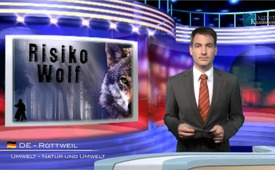 Risiko
Wolf
DE - Rottweil
Umwelt - Natur und Umwelt